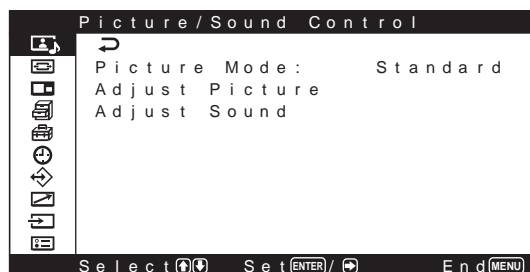 Picture/Sound Control
Picture Mode: Standard
Adjust Picture
Adjust Sound
Select Set ENTER / End MENU